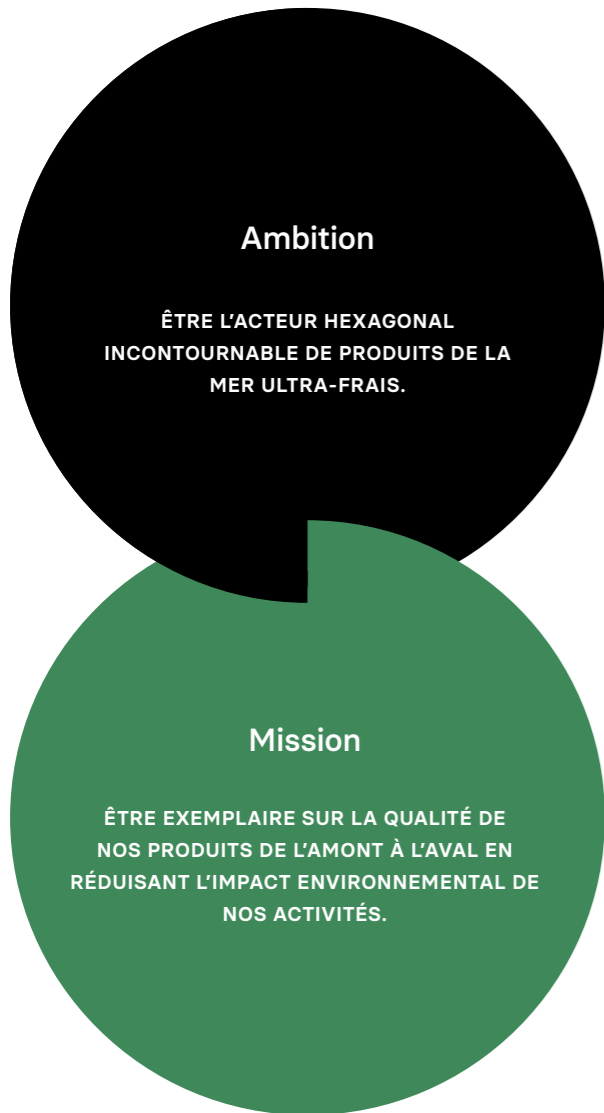 Ambition
ÊTRE L’ACTEUR HEXAGONAL
INCONTOURNABLE DE PRODUITS DE LA
MER ULTRA-FRAIS.
Mission
ÊTRE EXEMPLAIRE SUR LA QUALITÉ DE
NOS PRODUITS DE L’AMONT À L’AVAL EN
RÉDUISANT L’IMPACT ENVIRONNEMENTAL DE
NOS ACTIVITÉS.